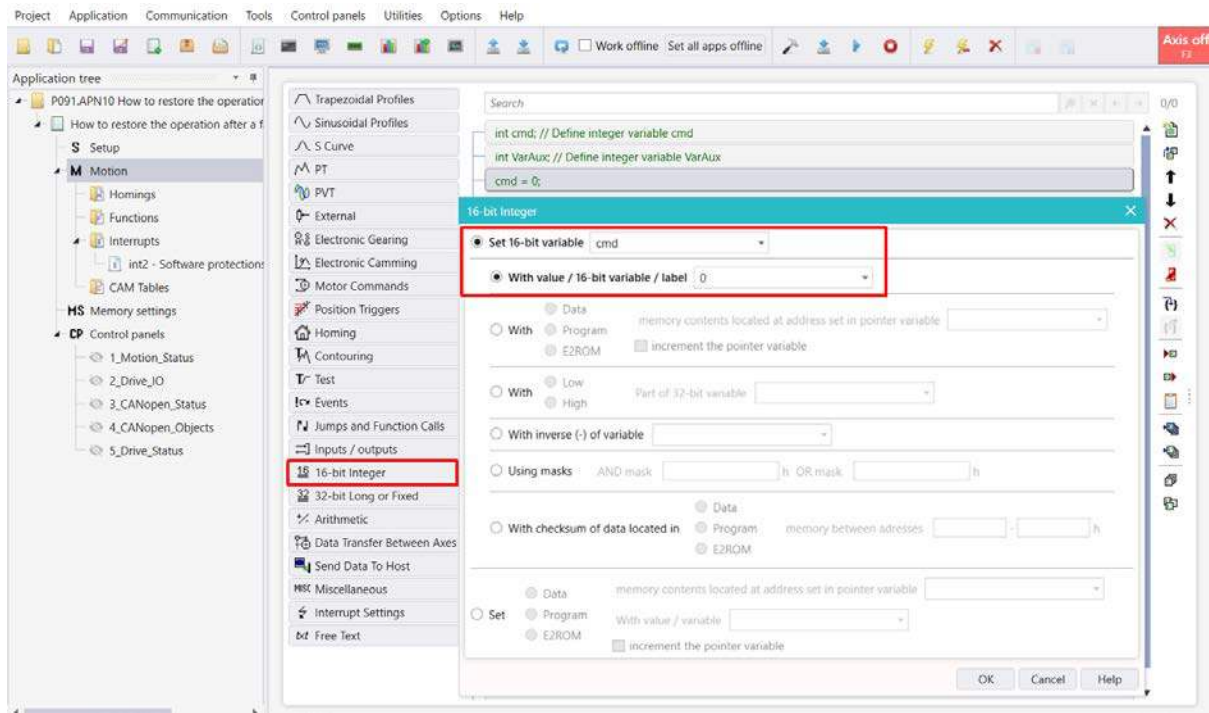 Project Application Communication Tools Control panels Utilities Options Help
Work offline Set all apps offline
Axis off
F3
Application tree
P091.APN10 How to restore the operation
How to restore the operation after a f
S Setup
M Motion
Homings
Functions
Interrupts
int2 - Software protections
CAM Tables
MS Memory settings
CP Control panels
1_Motion_Status
2_Drive_IO
3_CANopen_Status
4_CANopen_Objects
5_Drive_Status
Trapezoidal Profiles
Sinusoidal Profiles
S Curve
PT
PVT
External
Electronic Gearing
Electronic Camming
Motor Commands
Position Triggers
Homing
Contouring
Test
Events
Jumps and Function Calls
Inputs / outputs
16-bit Integer
32-bit Long or Fixed
Arithmetic
Data Transfer Between Axes
Send Data To Host
MISC Miscellaneous
Interrupt Settings
txt Free Text
Search
0/0
int cmd; // Define integer variable cmd
int VarAux; // Define integer variable VarAux
cmd = 0;
16-bit Integer
Set 16-bit variable cmd
With value / 16-bit variable / label 0
With
Data
Program
E2ROM
memory contents located at address set in pointer variable
increment the pointer variable
With
Low
High
Part of 32-bit variable
With inverse (-) of variable
Using masks AND mask h OR mask h
With checksum of data located in
Data
Program
E2ROM
memory between adresses - h
Set
Data
Program
E2ROM
memory contents located at address set in pointer variable
With value / variable
increment the pointer variable
OK Cancel Help